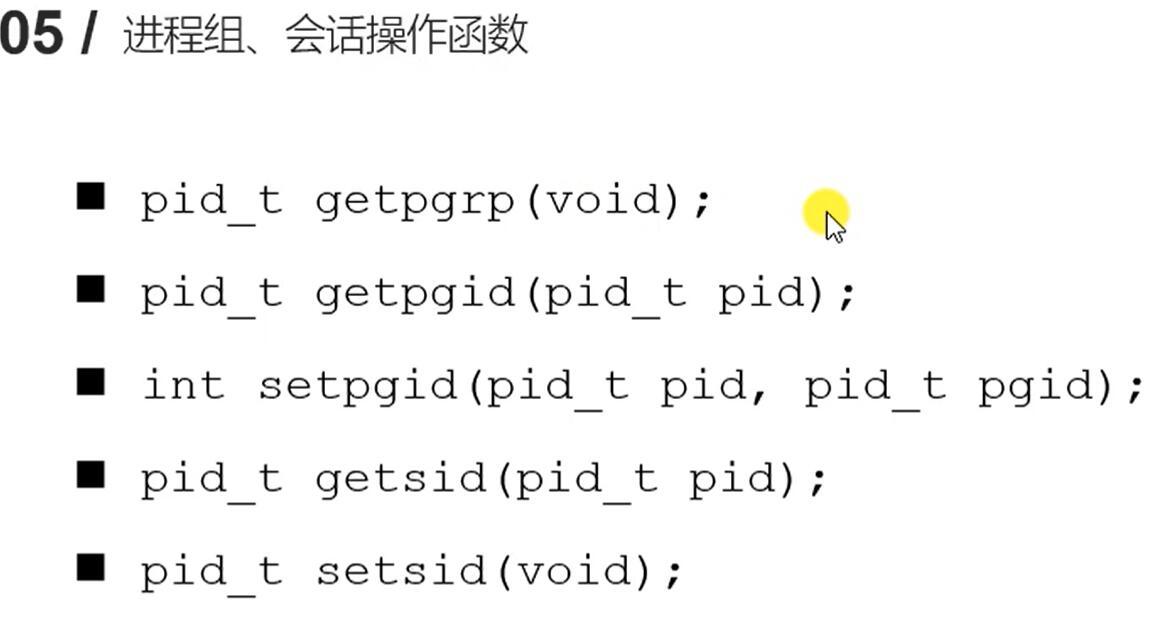 05 / 进程组、会话操作函数
■ pid_t getpgrp(void);
■ pid_t getpgid(pid_t pid);
■ int setpgid(pid_t pid, pid_t pgid);
■ pid_t getsid(pid_t pid);
■ pid_t setsid(void);